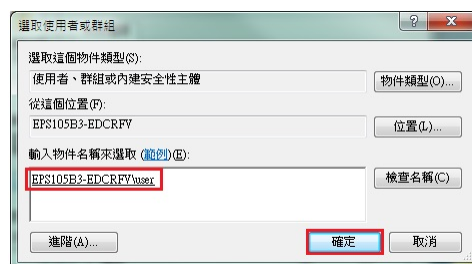 選取使用者或群組
選取這個物件類型(S):
使用者、群組或內建安全性主體
物件類型(O)...
從這個位置(F):
EPS105B3-EDCRFV
位置(L)...
輸入物件名稱來選取 (範例)(E):
EPS105B3-EDCRFV\user
檢查名稱(C)
進階(A)...
確定
取消